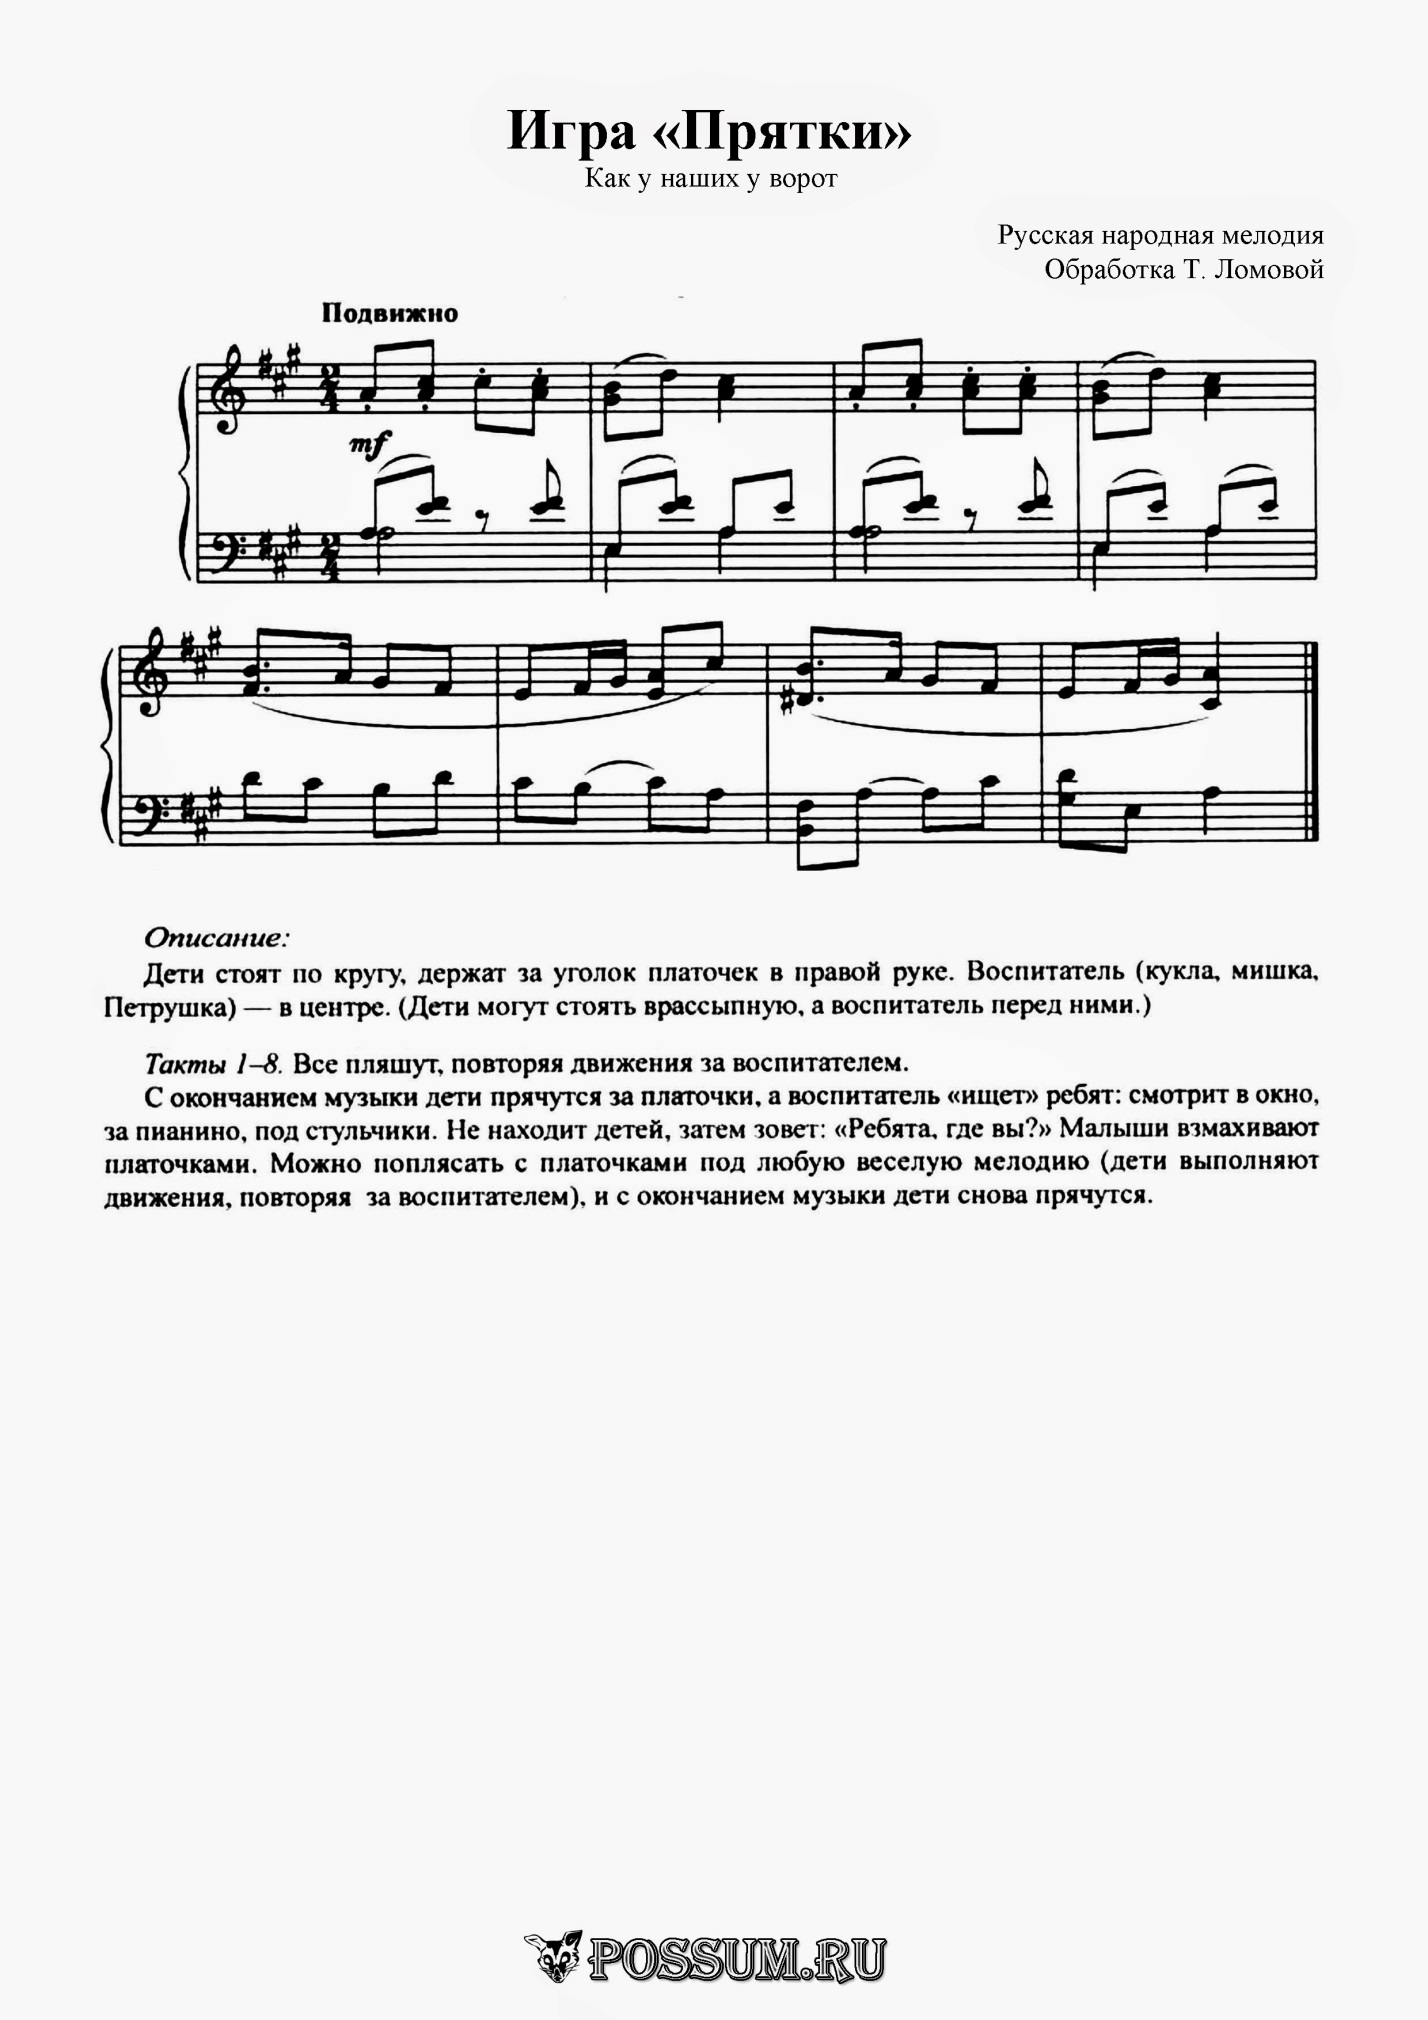 Игра «Прятки»
Как у наших у ворот
Русская народная мелодия
Обработка Т. Ломовой
Подвижно
mf
Описание:
Дети стоят по кругу, держат за уголок платочек в правой руке. Воспитатель (кукла, мишка,
Петрушка) — в центре. (Дети могут стоять врассыпную, а воспитатель перед ними.)
Такты 1–8. Все пляшут, повторяя движения за воспитателем.
С окончанием музыки дети прячутся за платочки, а воспитатель «ищет» ребят: смотрит в окно,
за пианино, под стульчики. Не находит детей, затем зовет: «Ребята, где вы?» Малыши взмахивают
платочками. Можно поплясать с платочками под любую веселую мелодию (дети выполняют
движения, повторяя за воспитателем), и с окончанием музыки дети снова прячутся.
POSSUM.RU